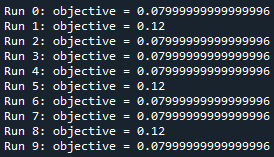 Run 0: objective = 0.07999999999999996
Run 1: objective = 0.12
Run 2: objective = 0.07999999999999996
Run 3: objective = 0.07999999999999996
Run 4: objective = 0.07999999999999996
Run 5: objective = 0.12
Run 6: objective = 0.07999999999999996
Run 7: objective = 0.07999999999999996
Run 8: objective = 0.12
Run 9: objective = 0.07999999999999996